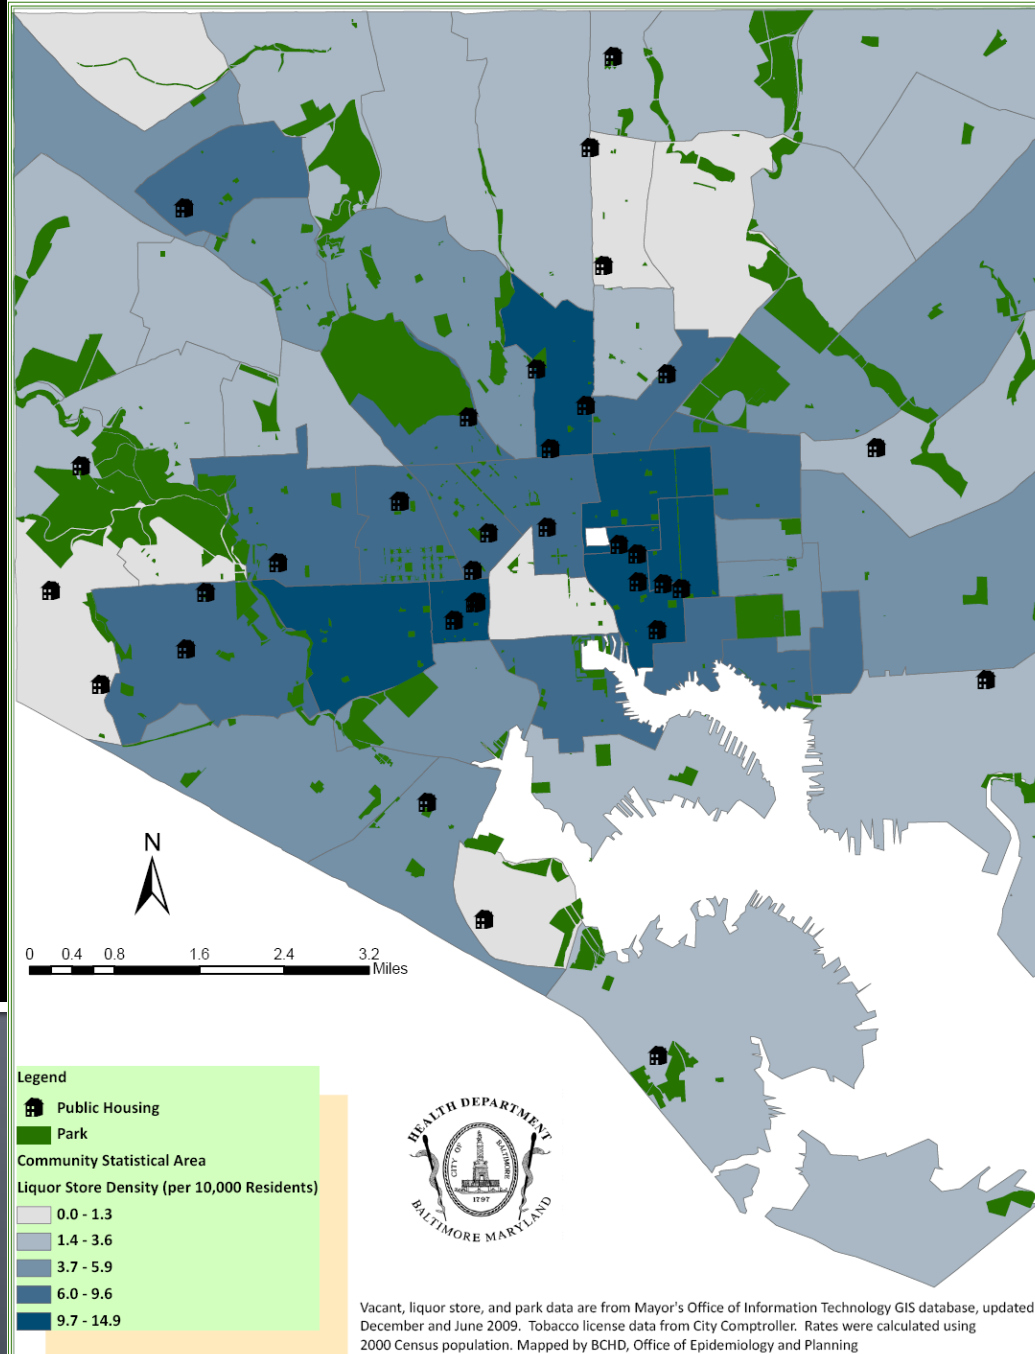 N
0 0.4 0.8 1.6 2.4 3.2
Miles
Legend
Public Housing
Park
Community Statistical Area
Liquor Store Density (per 10,000 Residents)
0.0 - 1.3
1.4 - 3.6
3.7 - 5.9
6.0 - 9.6
9.7 - 14.9
HEALTH DEPARTMENT
CITY OF BALTIMORE
1797
BALTIMORE MARYLAND
Vacant, liquor store, and park data are from Mayor's Office of Information Technology GIS database, updated
December and June 2009. Tobacco license data from City Comptroller. Rates were calculated using
2000 Census population. Mapped by BCHD, Office of Epidemiology and Planning